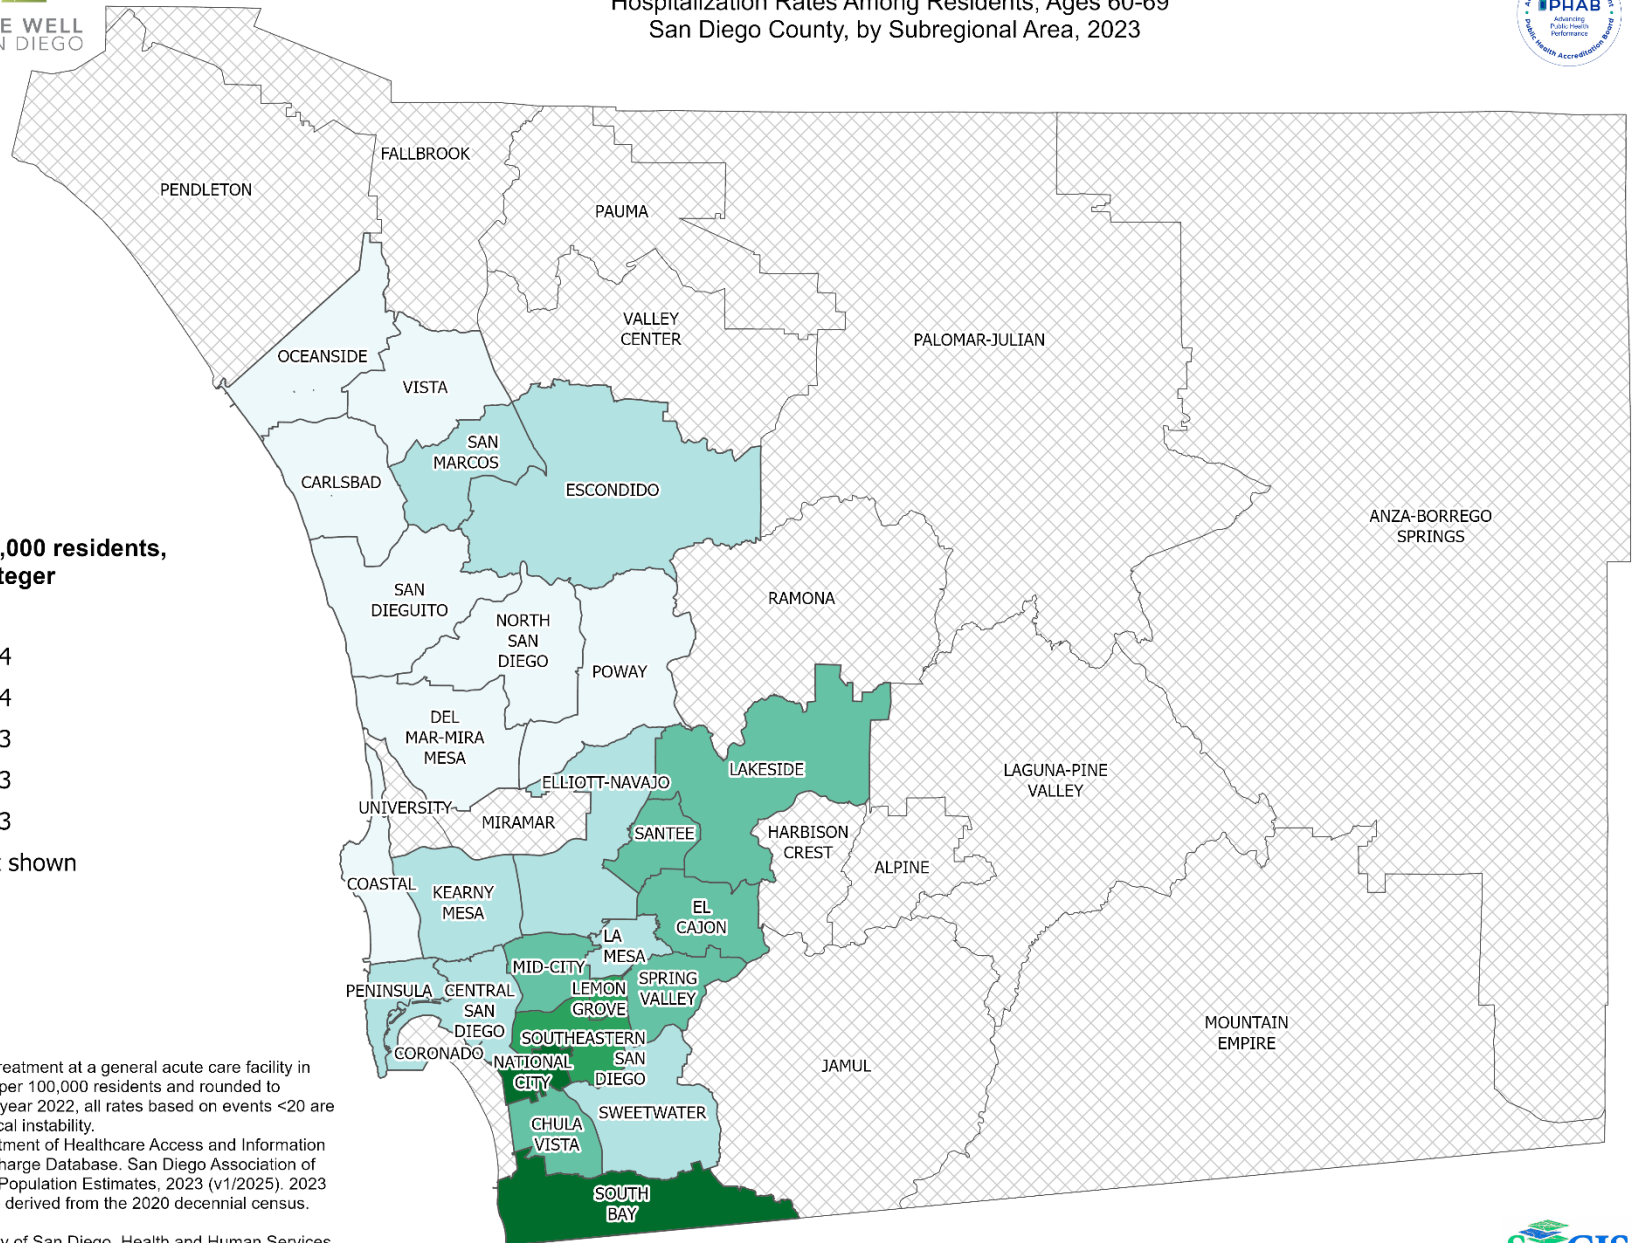 E WELL
N DIEGO
Hospitalization Rates Among Residents, Ages 60-69
San Diego County, by Subregional Area, 2023
PHAB
Advancing
Public Health
Performance
Public Health Accreditation Board
FALLBROOK
PENDLETON
PAUMA
VALLEY
CENTER
PALOMAR-JULIAN
OCEANSIDE
VISTA
SAN
MARCOS
CARLSBAD
ESCONDIDO
ANZA-BORREGO
SPRINGS
,000 residents,
teger
SAN
DIEGUITO
RAMONA
NORTH
SAN
DIEGO
POWAY
4
4
DEL
MAR-MIRA
MESA
3
3
3
shown
ELLIOTT-NAVAJO
LAKESIDE
LAGUNA-PINE
VALLEY
UNIVERSITY
MIRAMAR
SANTEE
HARBISON
CREST
ALPINE
COASTAL
KEARNY
MESA
EL
CAJON
LA
MESA
MID-CITY
SPRING
VALLEY
PENINSULA
CENTRAL
SAN
DIEGO
LEMON
GROVE
CORONADO
SOUTHEASTERN
SAN
DIEGO
NATIONAL
CITY
MOUNTAIN
EMPIRE
JAMUL
SWEETWATER
CHULA
VISTA
SOUTH
BAY
reatment at a general acute care facility in
per 100,000 residents and rounded to
year 2022, all rates based on events <20 are
cal instability.
tment of Healthcare Access and Information
harge Database. San Diego Association of
Population Estimates, 2023 (v1/2025). 2023
derived from the 2020 decennial census.
y of San Diego, Health and Human Services